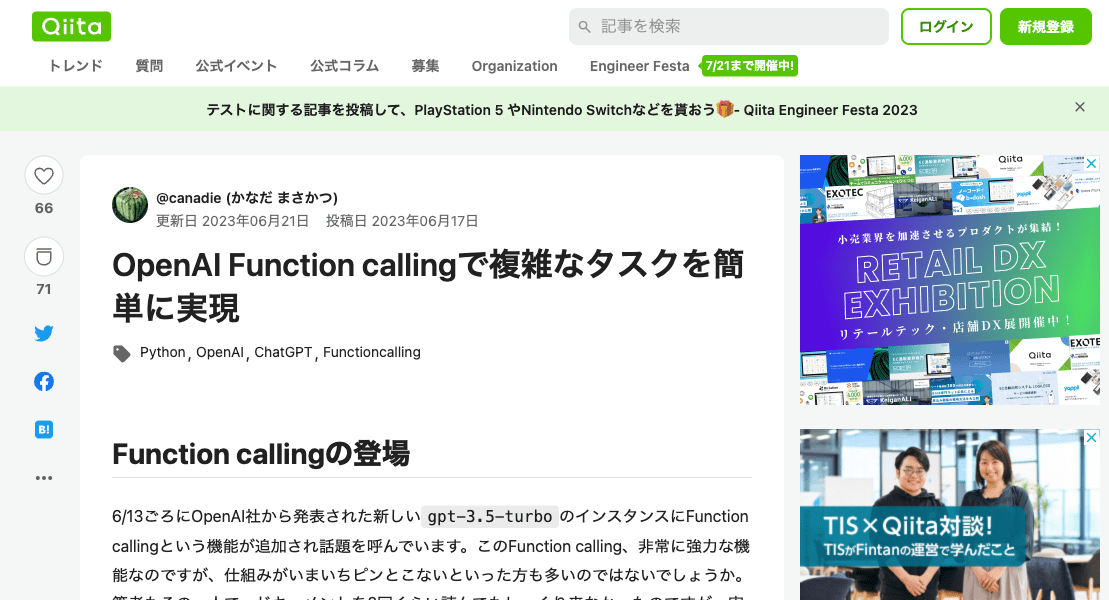 Qiita
記事を検索
ログイン
新規登録
トレンド
質問
公式イベント
公式コラム
募集
Organization
Engineer Festa
7/21まで開催中!
テストに関する記事を投稿して、PlayStation 5 やNintendo Switchなどを貰おう🎁- Qiita Engineer Festa 2023
66
71
B!
@canadie (かなだ まさかつ)
更新日 2023年06月21日 投稿日 2023年06月17日
OpenAI Function callingで複雑なタスクを簡
単に実現
Python, OpenAI, ChatGPT, Functioncalling
Function callingの登場
6/13ごろにOpenAI社から発表された新しい gpt-3.5-turbo のインスタンスにFunction
callingという機能が追加され話題を呼んでいます。このFunction calling、非常に強力な機
能なのですが、仕組みがいまいちピンとこないといった方も多いのではないでしょうか。
Qiita
EXOTEC
小売業界を加速させるプロダクトが集結!
RETAIL DX
EXHIBITION
リテールテック・店舗DX展開催中!
Qiita
EXOTE
KeiganALI
yappli
TIS×Qiita対談!
TISがFintanの運営で学んだこと